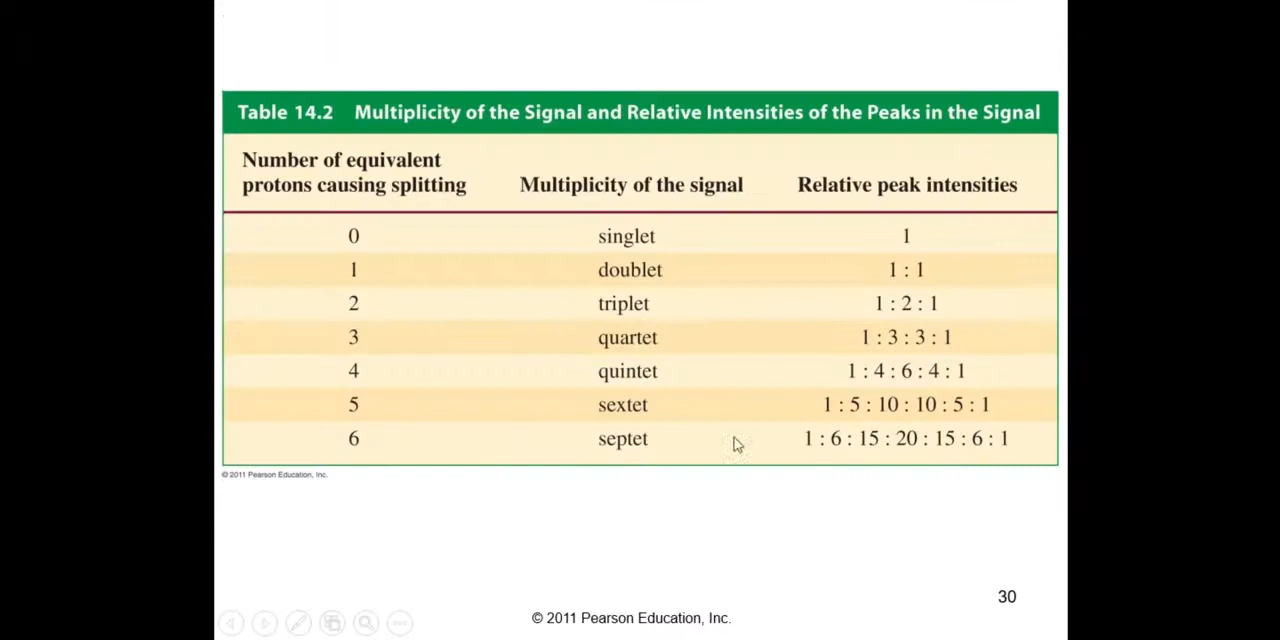 Table 14.2 Multiplicity of the Signal and Relative Intensities of the Peaks in the Signal
Number of equivalent
protons causing splitting Multiplicity of the signal Relative peak intensities
0 singlet 1
1 doublet 1 : 1
2 triplet 1 : 2 : 1
3 quartet 1 : 3 : 3 : 1
4 quintet 1 : 4 : 6 : 4 : 1
5 sextet 1 : 5 : 10 : 10 : 5 : 1
6 septet 1 : 6 : 15 : 20 : 15 : 6 : 1
© 2011 Pearson Education, Inc.
30
© 2011 Pearson Education, Inc.